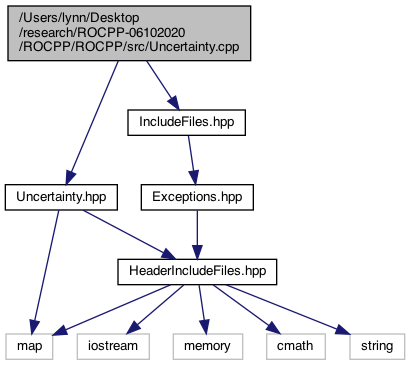 /Users/lynn/Desktop
/research/ROCPP-06102020
/ROCPP/ROCPP/src/Uncertainty.cpp
IncludeFiles.hpp
Uncertainty.hpp
Exceptions.hpp
HeaderIncludeFiles.hpp
map
iostream
memory
cmath
string